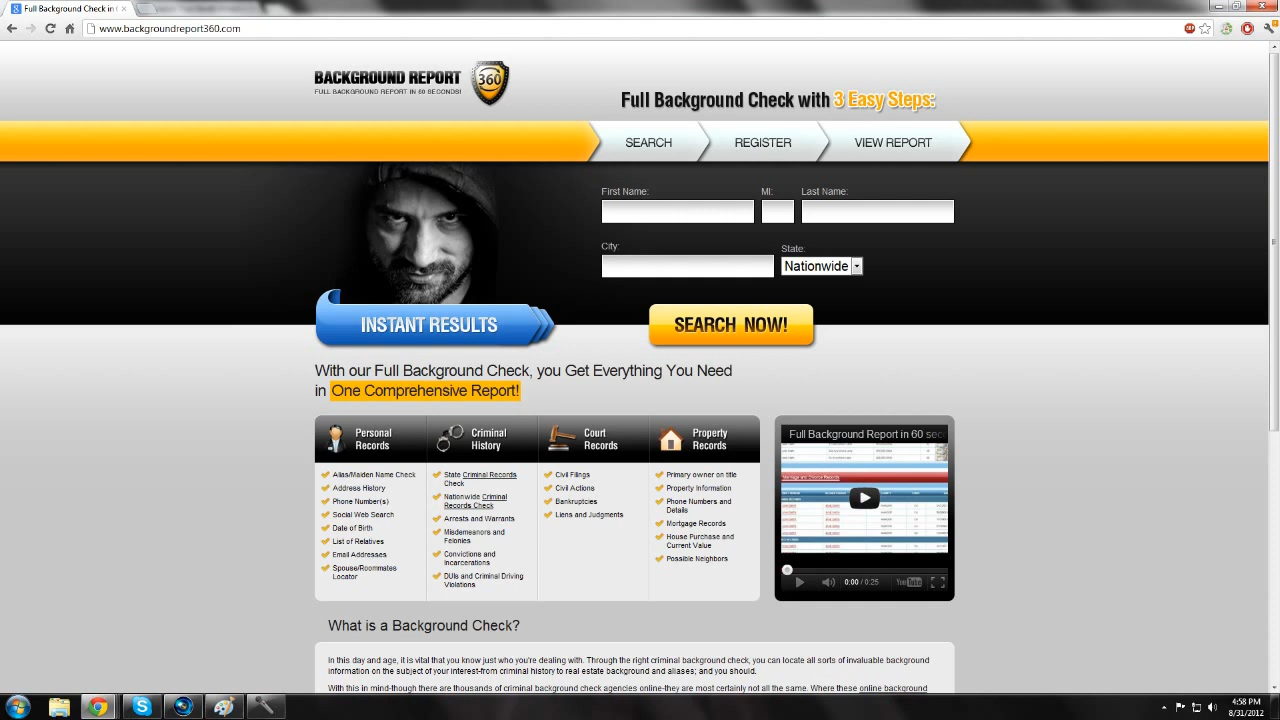 Full Background Check in C
www.backgroundreport360.com
BACKGROUND REPORT
360
FULL BACKGROUND REPORT IN 60 SECONDS!
Full Background Check with 3 Easy Steps:
SEARCH
REGISTER
VIEW REPORT
First Name:
MI:
Last Name:
City:
State:
Nationwide
INSTANT RESULTS
SEARCH NOW!
With our Full Background Check, you Get Everything You Need
in One Comprehensive Report!
Personal
Records
Alias/Maiden Name Check
Address History
Phone Number(s)
Social Web Search
Date of Birth
List of Relatives
Email Addresses
Spouse/Roommates
Locator
Criminal
History
State Criminal Records
Check
Nationwide Criminal
Records Check
Arrests and Warrants
Misdemeanors and
Felonies
Convictions and
Incarcerations
DUIs and Criminal Driving
Violations
Court
Records
Civil Filings
Civil Actions
Bankruptcies
Liens and Judgments
Property
Records
Primary owner on title
Property Information
Phone Numbers and
Details
Mortgage Records
House Purchase and
Current Value
Possible Neighbors
Full Background Report in 60 sec
0:00 / 0:25
YouTube
What is a Background Check?
In this day and age, it is vital that you know just who you're dealing with. Through the right criminal background check, you can locate all sorts of invaluable background
information on the subject of your interest-from criminal history to real estate background and aliases; and you should.
With this in mind-though there are thousands of criminal background check agencies online-they are most certainly not all the same. Where these online background
4:58 PM
8/31/2012